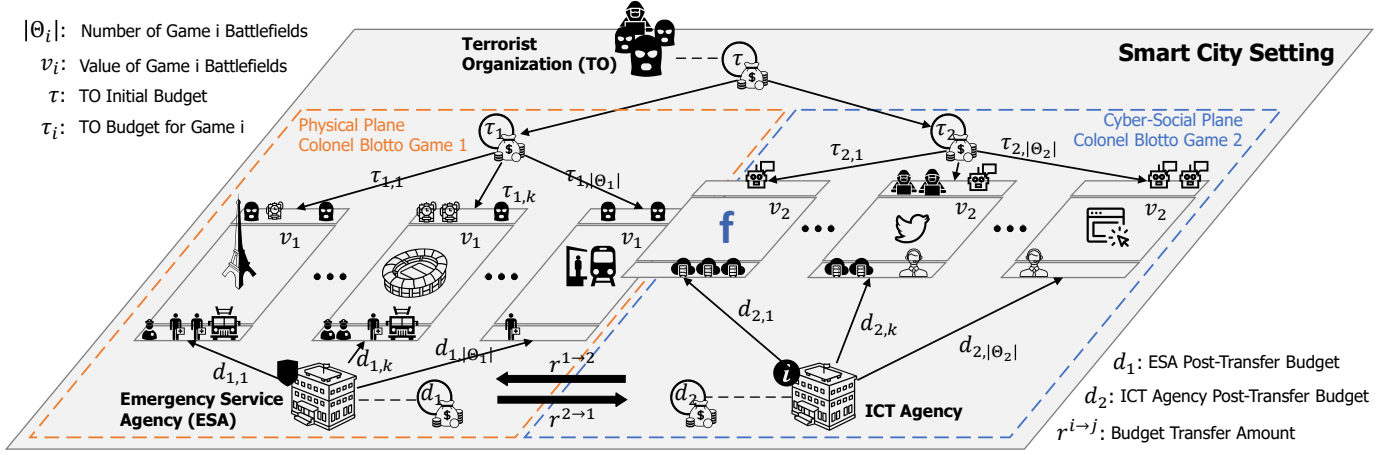 |Θ_i|: Number of Game i Battlefields
v_i: Value of Game i Battlefields
τ: TO Initial Budget
τ_i: TO Budget for Game i
Terrorist
Organization (TO)
τ
Smart City Setting
Physical Plane
Colonel Blotto Game 1
τ_1
τ_2
Cyber-Social Plane
Colonel Blotto Game 2
τ_{1,1}
τ_{1,k}
τ_{1,|Θ_1|}
τ_{2,1}
τ_{2,|Θ_2|}
v_1
v_1
v_1
v_2
v_2
v_2
f
d_{1,1}
d_{1,k}
d_{1,|Θ_1|}
d_{2,1}
d_{2,k}
d_{2,|Θ_2|}
r^{1→2}
r^{2→1}
Emergency Service
Agency (ESA)
d_1
d_2
i
ICT Agency
d_1: ESA Post-Transfer Budget
d_2: ICT Agency Post-Transfer Budget
r^{i→j}: Budget Transfer Amount